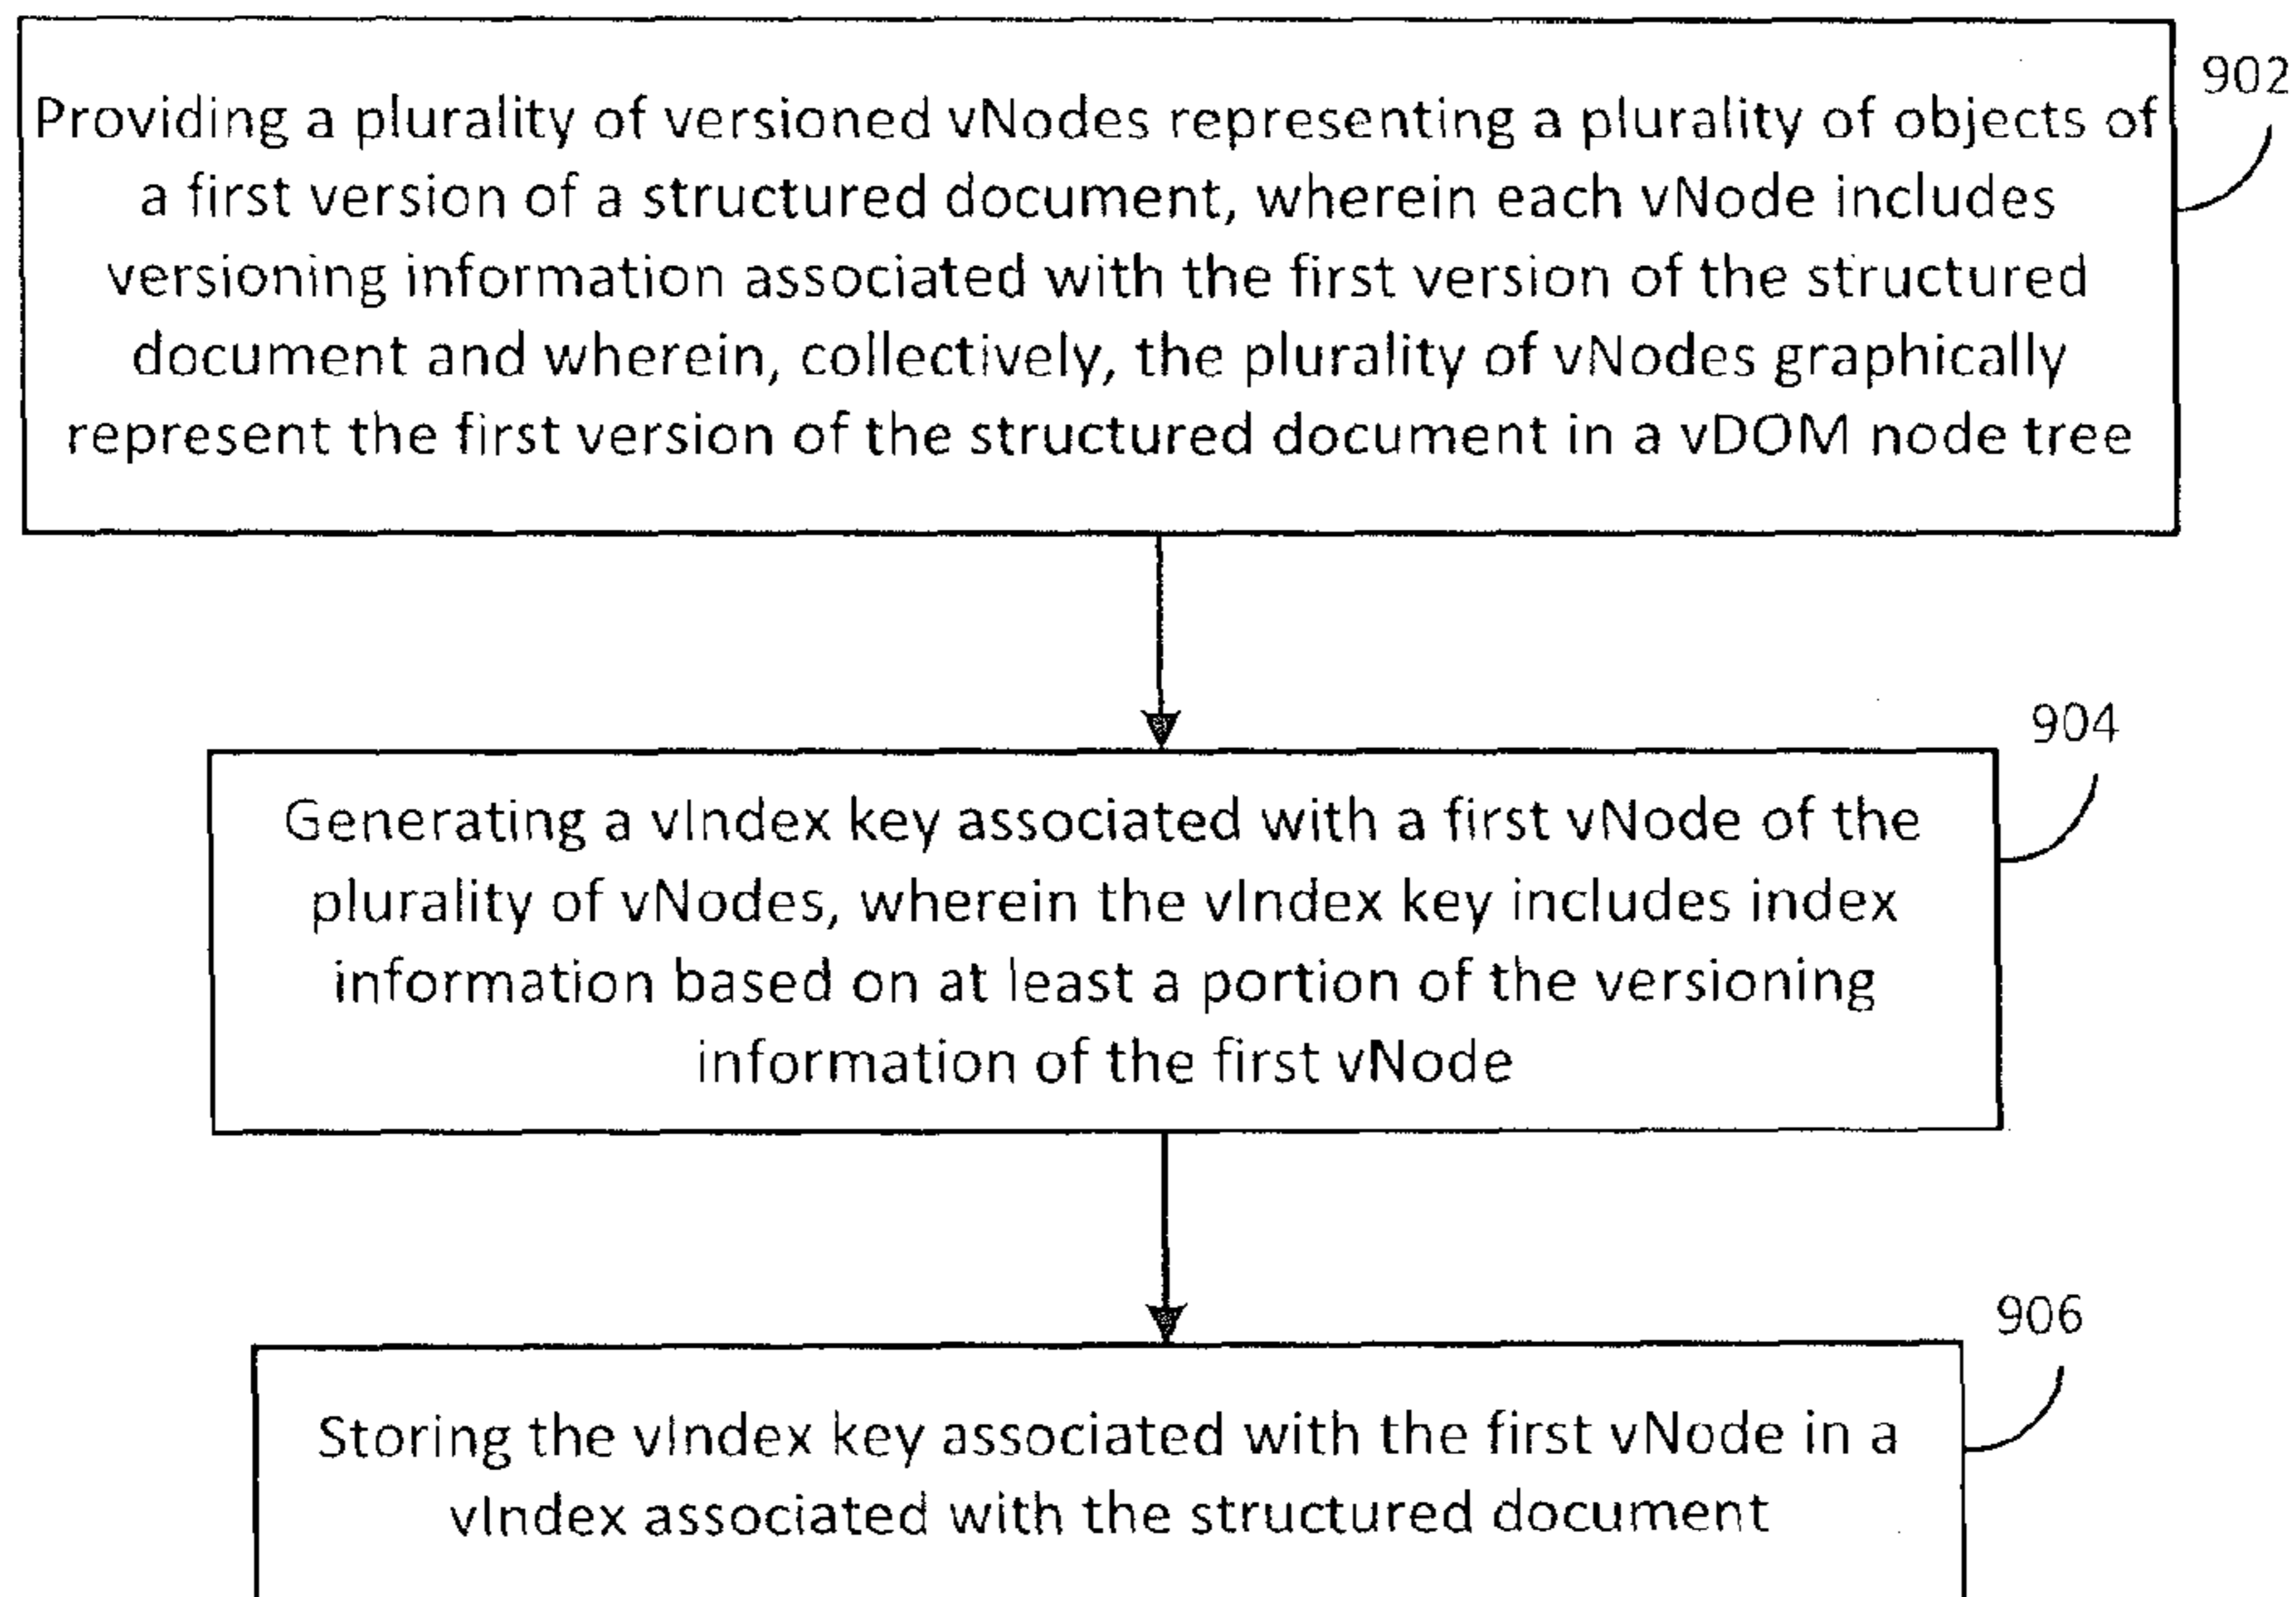 902
Providing a plurality of versioned vNodes representing a plurality of objects of
a first version of a structured document, wherein each vNode includes
versioning information associated with the first version of the structured
document and wherein, collectively, the plurality of vNodes graphically
represent the first version of the structured document in a vDOM node tree
904
Generating a vIndex key associated with a first vNode of the
plurality of vNodes, wherein the vIndex key includes index
information based on at least a portion of the versioning
information of the first vNode
906
Storing the vIndex key associated with the first vNode in a
vIndex associated with the structured document